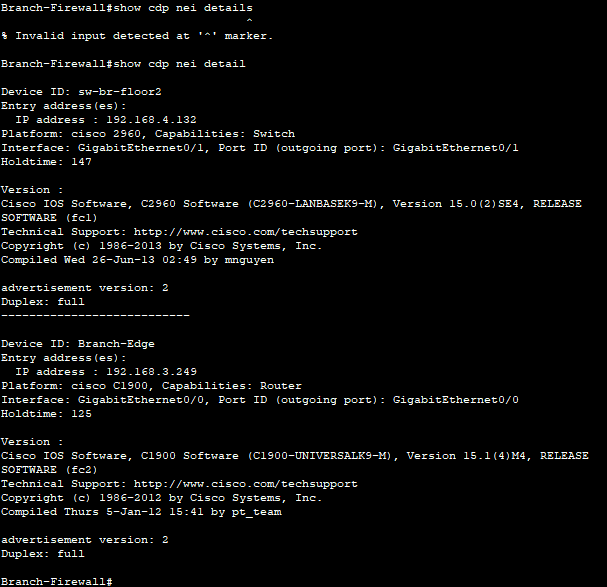 Branch-Firewall#show cdp nei details
^
% Invalid input detected at '^' marker.
Branch-Firewall#show cdp nei detail
Device ID: sw-br-floor2
Entry address(es):
IP address : 192.168.4.132
Platform: cisco 2960, Capabilities: Switch
Interface: GigabitEthernet0/1, Port ID (outgoing port): GigabitEthernet0/1
Holdtime: 147
Version :
Cisco IOS Software, C2960 Software (C2960-LANBASEK9-M), Version 15.0(2)SE4, RELEASE
SOFTWARE (fc1)
Technical Support: http://www.cisco.com/techsupport
Copyright (c) 1986-2013 by Cisco Systems, Inc.
Compiled Wed 26-Jun-13 02:49 by mnguyen
advertisement version: 2
Duplex: full
---------------------------
Device ID: Branch-Edge
Entry address(es):
IP address : 192.168.3.249
Platform: cisco C1900, Capabilities: Router
Interface: GigabitEthernet0/0, Port ID (outgoing port): GigabitEthernet0/0
Holdtime: 125
Version :
Cisco IOS Software, C1900 Software (C1900-UNIVERSALK9-M), Version 15.1(4)M4, RELEASE
SOFTWARE (fc2)
Technical Support: http://www.cisco.com/techsupport
Copyright (c) 1986-2012 by Cisco Systems, Inc.
Compiled Thurs 5-Jan-12 15:41 by pt_team
advertisement version: 2
Duplex: full
Branch-Firewall#